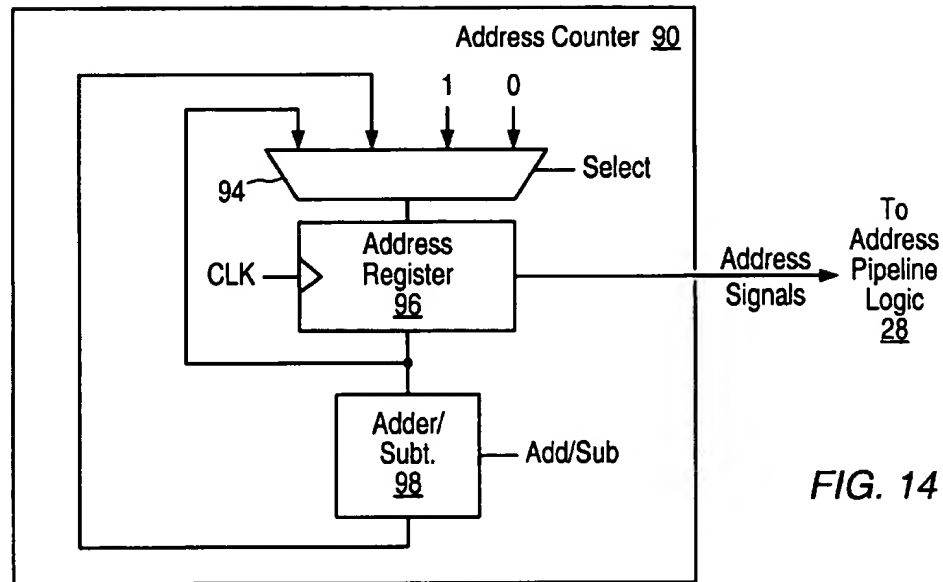 Address Counter 90
1 0
94
Select
Address
Register
96
CLK
Address
Signals
To
Address
Pipeline
Logic
28
Adder/
Subt.
98
Add/Sub
FIG. 14